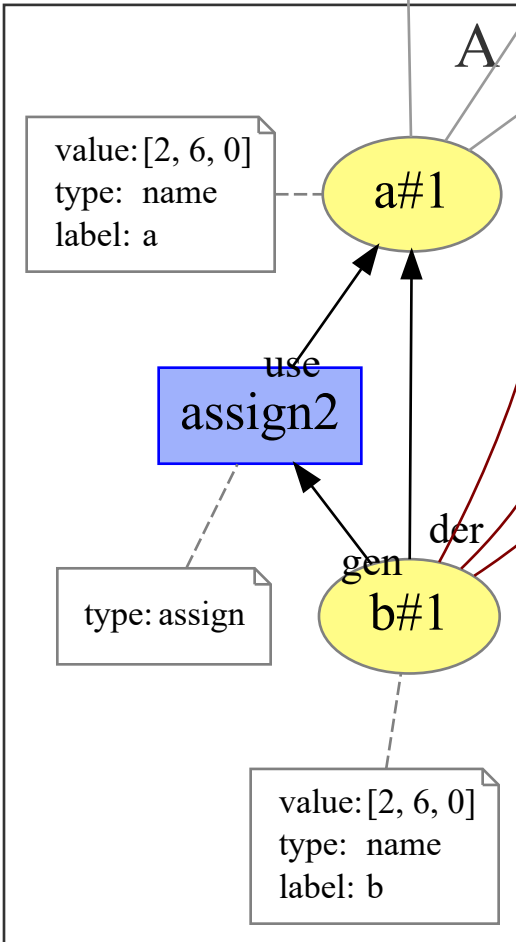 A
value: [2, 6, 0]
type: name
label: a
a#1
use
assign2
der
gen
type: assign
b#1
value: [2, 6, 0]
type: name
label: b